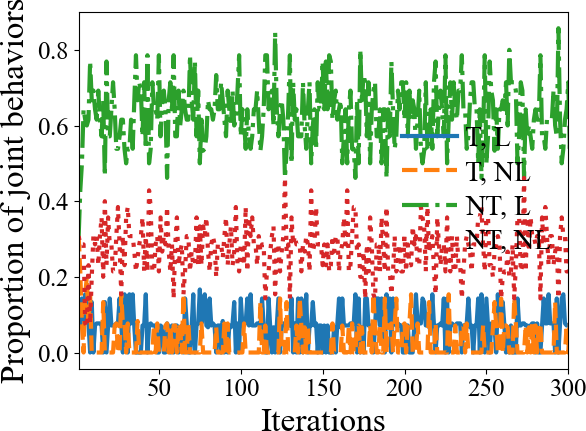 Proportion of joint behaviors
0.8
0.6
0.4
0.2
0.0
T, L
T, NL
NT, L
NT, NL
50 100 150 200 250 300
Iterations